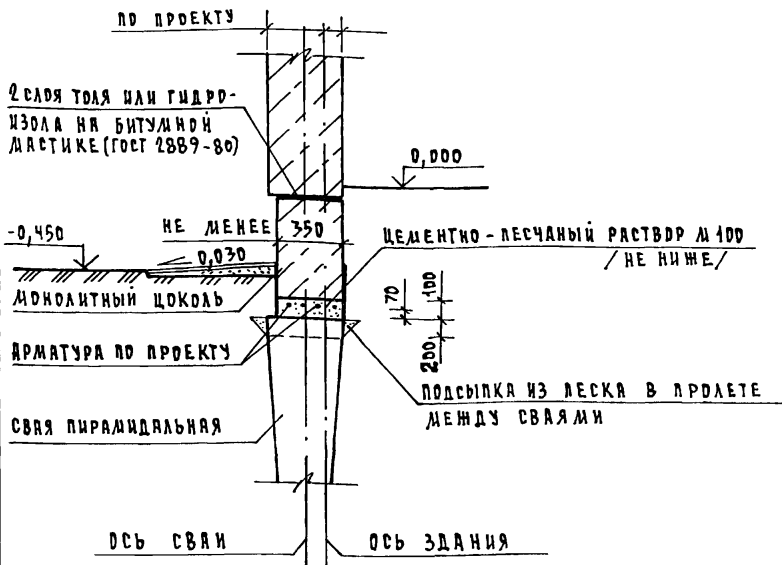 ПО ПРОЕКТУ
2 СЛОЯ ТОЛЯ ИЛИ ГИДРО-
ИЗОЛА НА БИТУМНОЙ
МАСТИКЕ (ГОСТ 2889-80)
0,000
-0,450
НЕ МЕНЕЕ 350
ЦЕМЕНТНО-ПЕСЧАНЫЙ РАСТВОР М 100
/НЕ НИЖЕ/
0,030
МОНОЛИТНЫЙ ЦОКОЛЬ
70
100
200
АРМАТУРА ПО ПРОЕКТУ
ПОДСЫПКА ИЗ ПЕСКА В ПРОЛЕТЕ
МЕЖДУ СВАЯМИ
СВАЯ ПИРАМИДАЛЬНАЯ
ОСЬ СВАИ
ОСЬ ЗДАНИЯ